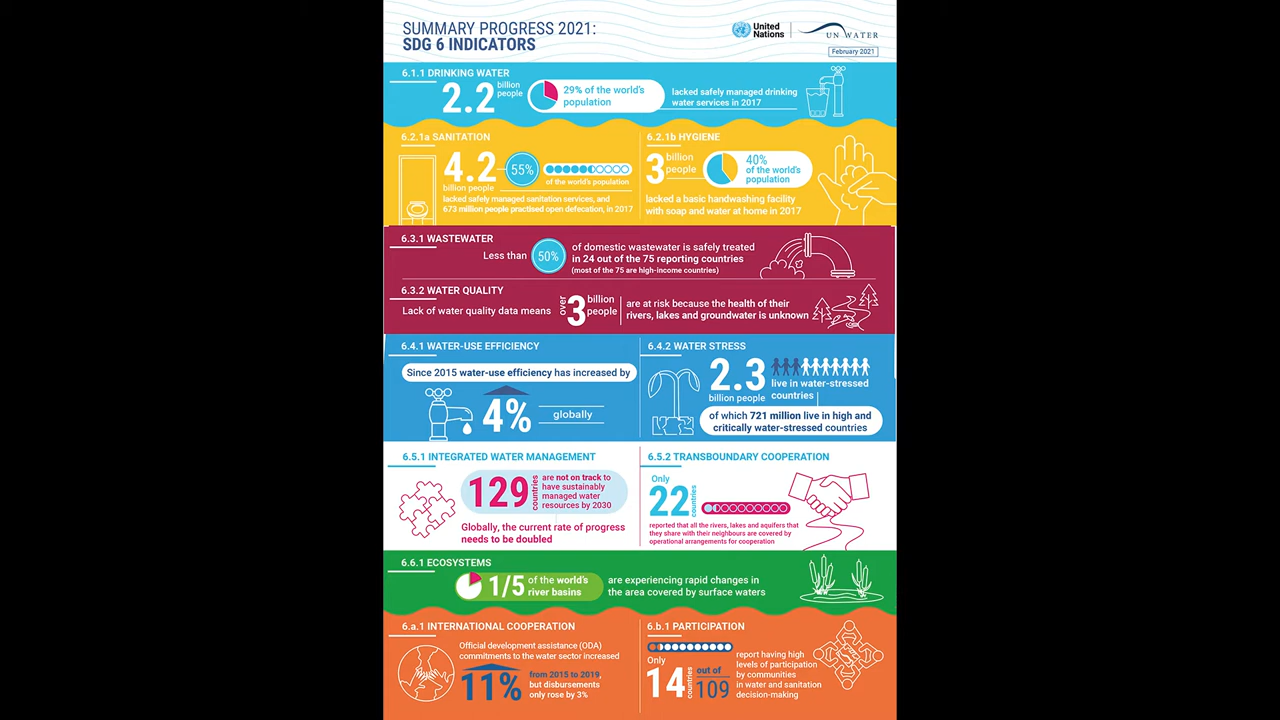 SUMMARY PROGRESS 2021:
SDG 6 INDICATORS
United
Nations
UN WATER
February 2021
6.1.1 DRINKING WATER
2.2
billion
people
29% of the world's
population
lacked safely managed drinking
water services in 2017
6.2.1a SANITATION
4.2
billion people
55%
of the world's population
lacked safely managed sanitation services, and
673 million people practised open defecation, in 2017
6.2.1b HYGIENE
3
billion
people
40%
of the world's
population
lacked a basic handwashing facility
with soap and water at home in 2017
6.3.1 WASTEWATER
Less than
50%
of domestic wastewater is safely treated
in 24 out of the 75 reporting countries
(most of the 75 are high-income countries)
6.3.2 WATER QUALITY
Lack of water quality data means
over
3
billion
people
are at risk because the health of their
rivers, lakes and groundwater is unknown
6.4.1 WATER-USE EFFICIENCY
Since 2015 water-use efficiency has increased by
4%
globally
6.4.2 WATER STRESS
2.3
billion people
live in water-stressed
countries
of which 721 million live in high and
critically water-stressed countries
6.5.1 INTEGRATED WATER MANAGEMENT
129
countries
are not on track to
have sustainably
managed water
resources by 2030
Globally, the current rate of progress
needs to be doubled
6.5.2 TRANSBOUNDARY COOPERATION
Only
22
countries
reported that all the rivers, lakes and aquifers that
they share with their neighbours are covered by
operational arrangements for cooperation
6.6.1 ECOSYSTEMS
1/5
of the world's
river basins
are experiencing rapid changes in
the area covered by surface waters
6.a.1 INTERNATIONAL COOPERATION
Official development assistance (ODA)
commitments to the water sector increased
11%
from 2015 to 2019,
but disbursements
only rose by 3%
6.b.1 PARTICIPATION
Only
14
countries
out of
109
report having high
levels of participation
by communities
in water and sanitation
decision-making